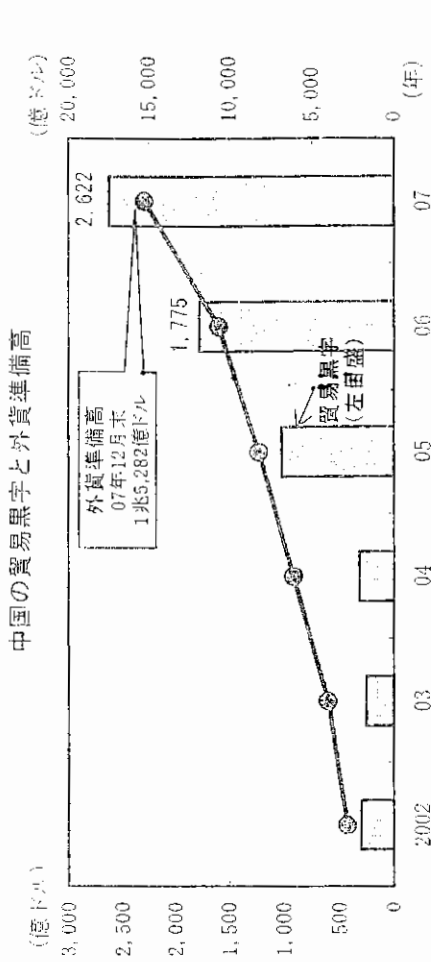 中国の貿易黒字と外貨準備高
(億ドル)
(億ドル)
3,000
2,500
2,000
1,500
1,000
500
0
20,000
15,000
10,000
5,000
0
外貨準備高
07年12月末
1兆5,282億ドル
2,622
1,775
貿易黒字
(左目盛)
2002
03
04
05
06
07
(年)